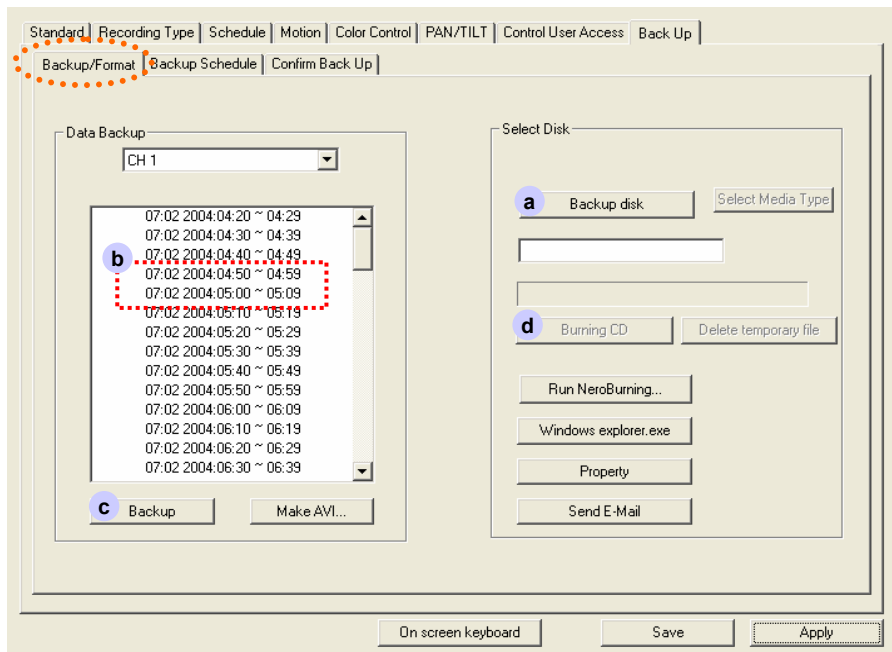 Standard Recording Type Schedule Motion Color Control PAN/TILT Control User Access Back Up
Backup/Format Backup Schedule Confirm Back Up
Data Backup
CH 1
07:02 2004:04:20 ~ 04:29
07:02 2004:04:30 ~ 04:39
07:02 2004:04:40 ~ 04:49
b
07:02 2004:04:50 ~ 04:59
07:02 2004:05:00 ~ 05:09
07:02 2004:05:10 ~ 05:19
07:02 2004:05:20 ~ 05:29
07:02 2004:05:30 ~ 05:39
07:02 2004:05:40 ~ 05:49
07:02 2004:05:50 ~ 05:59
07:02 2004:06:00 ~ 06:09
07:02 2004:06:10 ~ 06:19
07:02 2004:06:20 ~ 06:29
07:02 2004:06:30 ~ 06:39
c Backup Make AVI...
Select Disk
a Backup disk Select Media Type
d Burning CD Delete temporary file
Run NeroBurning...
Windows explorer.exe
Property
Send E-Mail
On screen keyboard Save Apply